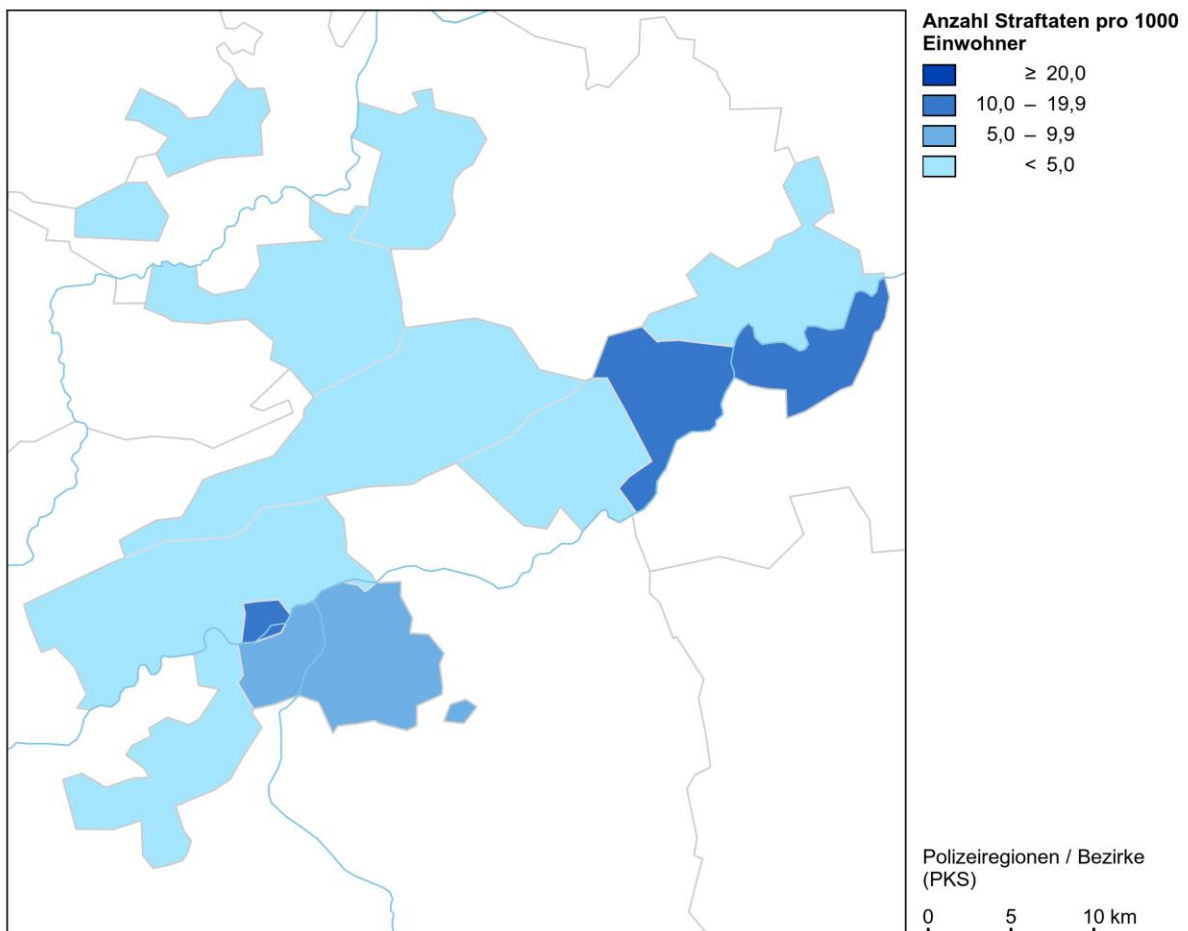 Anzahl Straftaten pro 1000
Einwohner
≥ 20,0
10,0 – 19,9
5,0 – 9,9
< 5,0
Polizeiregionen / Bezirke
(PKS)
0 5 10 km